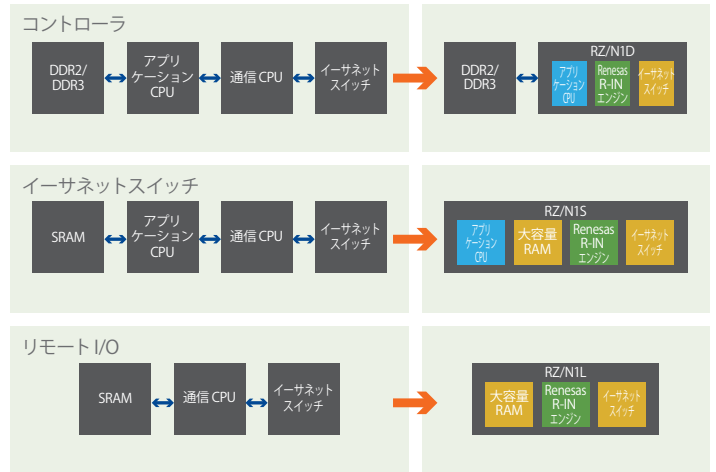 コントローラ
DDR2/
DDR3
アプリ
ケーション
CPU
通信 CPU
イーサネット
スイッチ
DDR2/
DDR3
RZ/N1D
アプリ
ケーション
CPU
Renesas
R-IN
エンジン
イーサネット
スイッチ
イーサネットスイッチ
SRAM
アプリ
ケーション
CPU
通信 CPU
イーサネット
スイッチ
RZ/N1S
アプリ
ケーション
CPU
大容量
RAM
Renesas
R-IN
エンジン
イーサネット
スイッチ
リモート I/O
SRAM
通信 CPU
イーサネット
スイッチ
RZ/N1L
大容量
RAM
Renesas
R-IN
エンジン
イーサネット
スイッチ